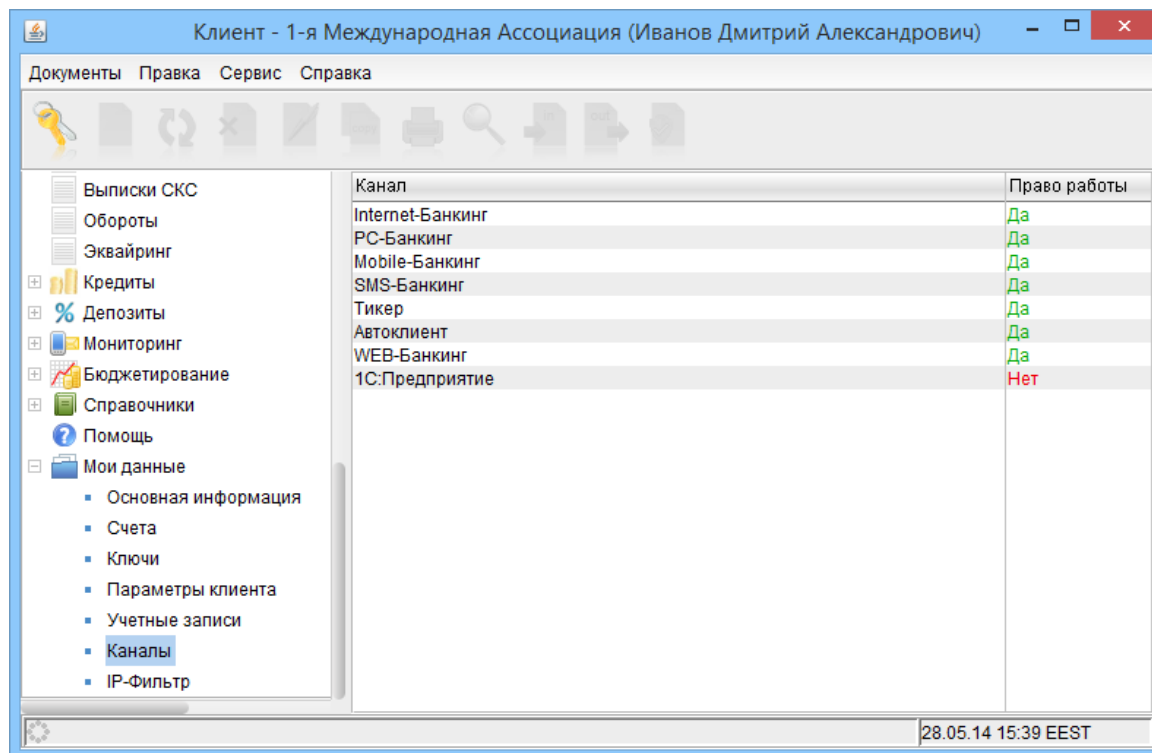 Клиент - 1-я Международная Ассоциация (Иванов Дмитрий Александрович)
Документы Правка Сервис Справка
in out
Выписки СКС
Обороты
Эквайринг
Кредиты
Депозиты
Мониторинг
Бюджетирование
Справочники
Помощь
Мои данные
Основная информация
Счета
Ключи
Параметры клиента
Учетные записи
Каналы
IP-Фильтр
Канал Право работы
Internet-Банкинг Да
PC-Банкинг Да
Mobile-Банкинг Да
SMS-Банкинг Да
Тикер Да
Автоклиент Да
WEB-Банкинг Да
1С:Предприятие Нет
28.05.14 15:39 EEST